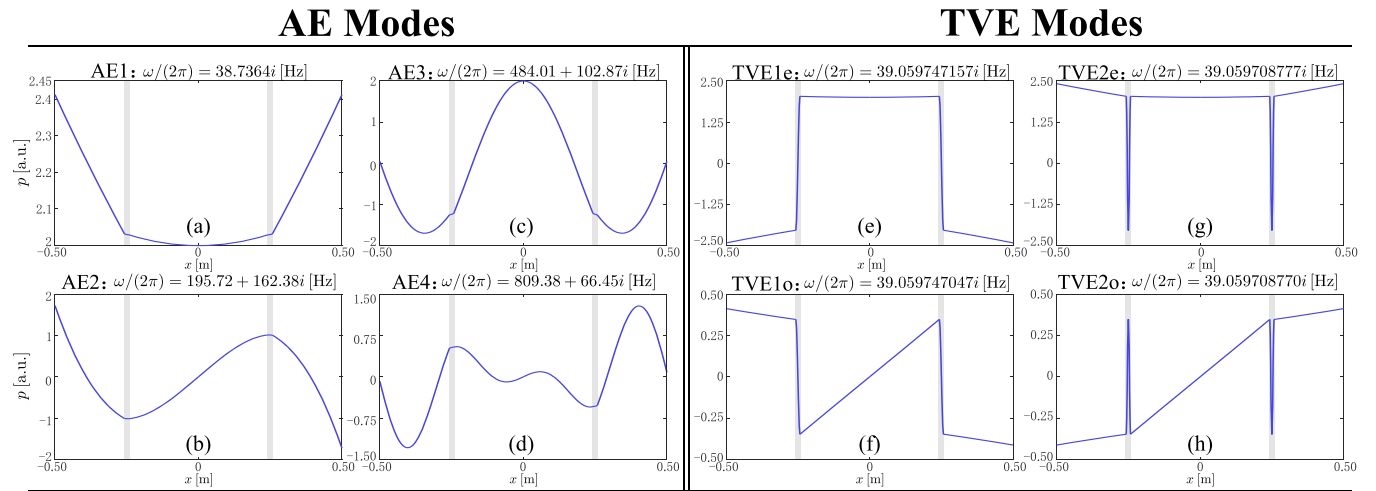 AE Modes
TVE Modes
AE1: ω/(2π) = 38.7364i [Hz]
2.45
2.4
2.3
2.2
2.1
2
p [a.u.]
(a)
−0.50
0
0.50
x [m]
AE3: ω/(2π) = 484.01 + 102.87i [Hz]
2
1
0
−1
−2
(c)
−0.50
0
0.50
x [m]
TVE1e: ω/(2π) = 39.059747157i [Hz]
2.50
1.25
0
−1.25
−2.50
(e)
−0.50
0
0.50
x [m]
TVE2e: ω/(2π) = 39.059708777i [Hz]
2.50
1.25
0
−1.25
−2.50
(g)
−0.50
0
0.50
x [m]
AE2: ω/(2π) = 195.72 + 162.38i [Hz]
2
1
0
−1
−2
p [a.u.]
(b)
−0.50
0
0.50
x [m]
AE4: ω/(2π) = 809.38 + 66.45i [Hz]
1.50
0.75
0
−0.75
−1.50
(d)
−0.50
0
0.50
x [m]
TVE1o: ω/(2π) = 39.059747047i [Hz]
0.50
0.25
0
−0.25
−0.50
(f)
−0.50
0
0.50
x [m]
TVE2o: ω/(2π) = 39.059708770i [Hz]
0.50
0.25
0
−0.25
−0.50
(h)
−0.50
0
0.50
x [m]